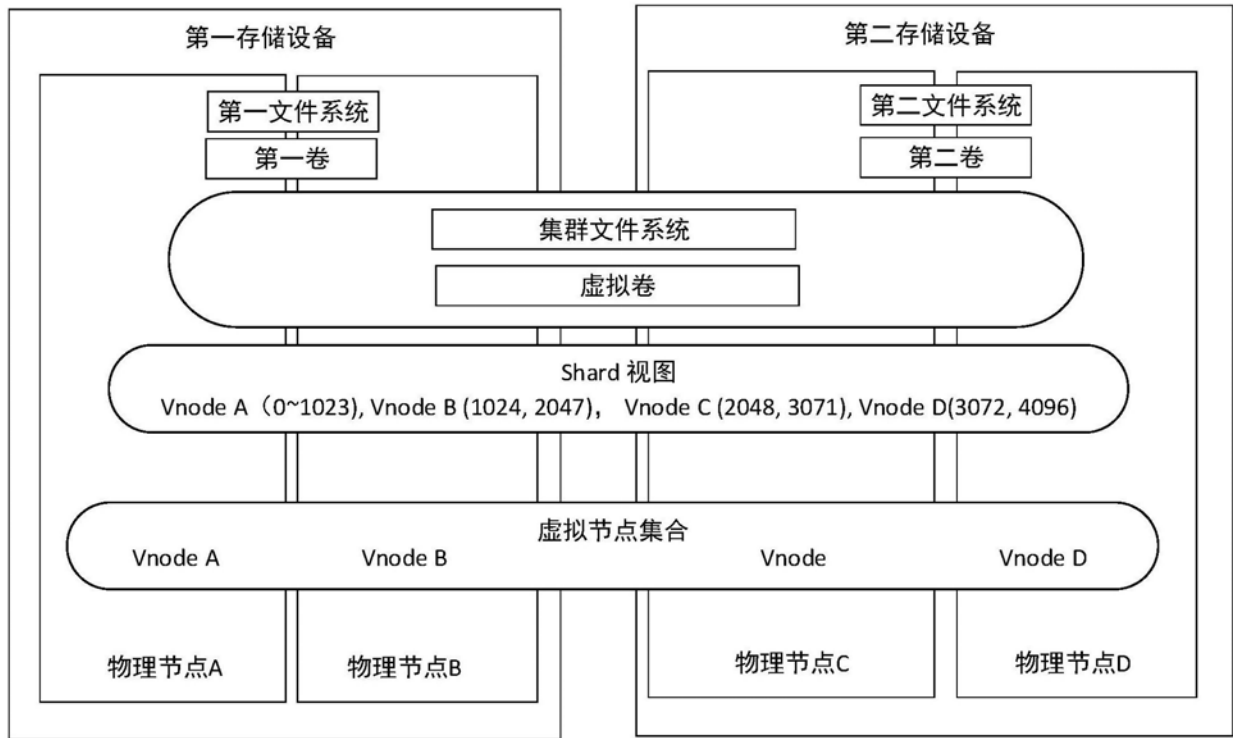 第一存储设备
第二存储设备
第一文件系统
第二文件系统
第一卷
第二卷
集群文件系统
虚拟卷
Shard 视图
Vnode A（0~1023), Vnode B (1024, 2047)， Vnode C (2048, 3071), Vnode D(3072, 4096)
虚拟节点集合
Vnode A Vnode B Vnode Vnode D
物理节点A 物理节点B 物理节点C 物理节点D